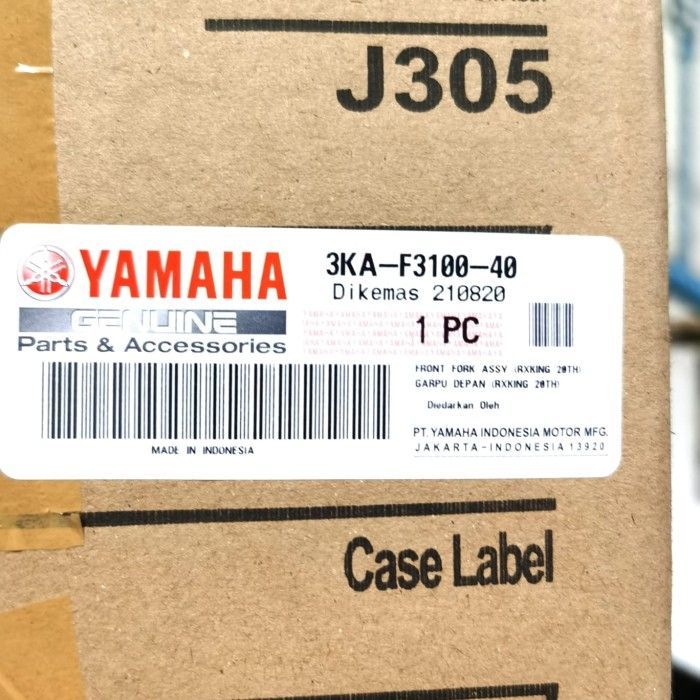 J305
YAMAHA
GENUINE
Parts & Accessories
3KA-F3100-40
Dikemas 210820
1 PC
FRONT FORK ASSY (RXKING 20TH)
GARPU DEPAN (RXKING 20TH)
Diedarkan Oleh
MADE IN INDONESIA
PT. YAMAHA INDONESIA MOTOR MFG.
JAKARTA-INDONESIA 13920
Case Label